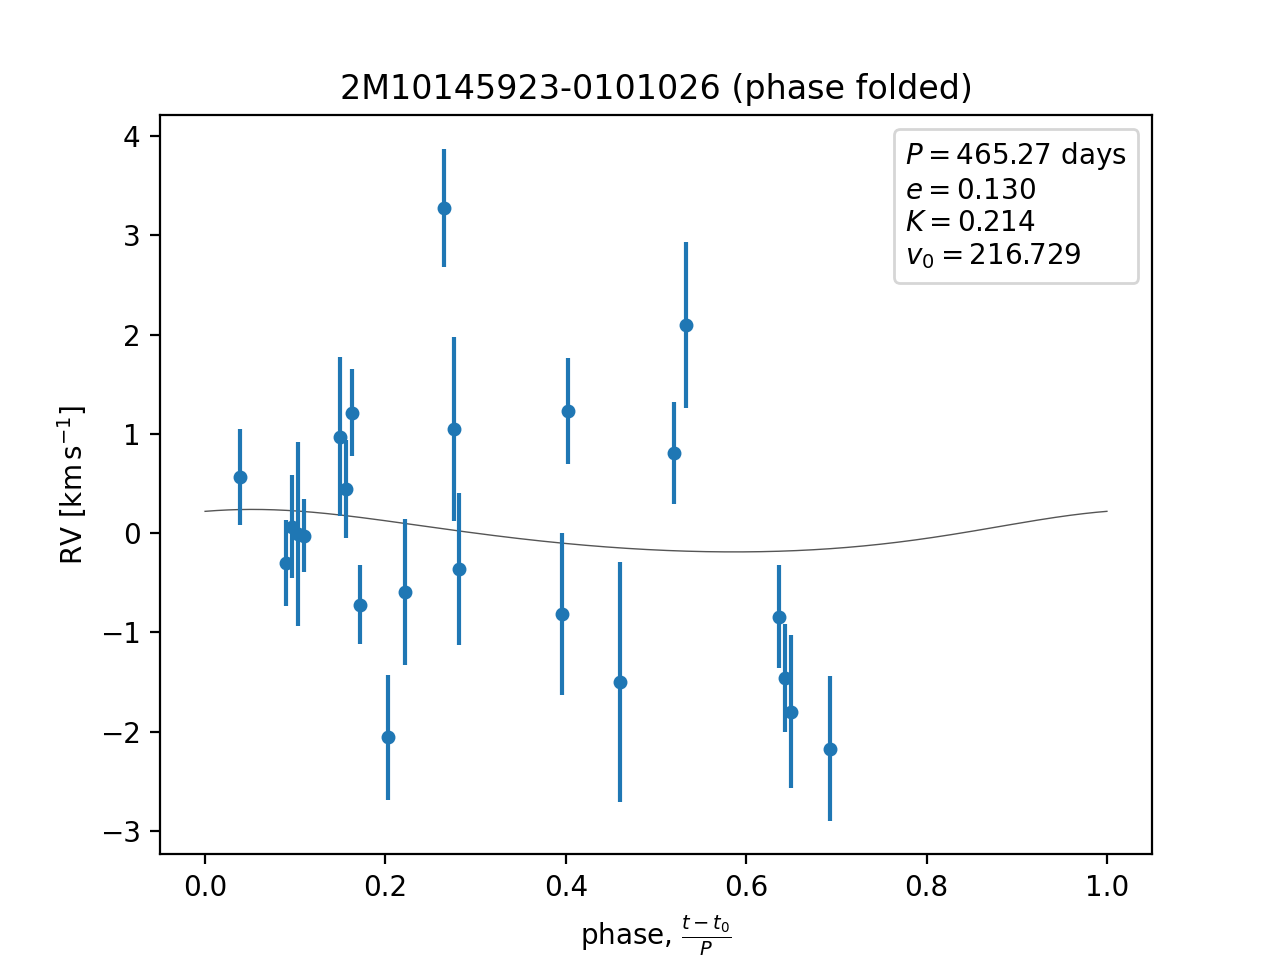 2M10145923-0101026 (phase folded)
P = 465.27 days
e = 0.130
K = 0.214
v₀ = 216.729
4
3
2
1
0
−1
−2
−3
RV [km s⁻¹]
0.0 0.2 0.4 0.6 0.8 1.0
phase, (t − t₀)/P